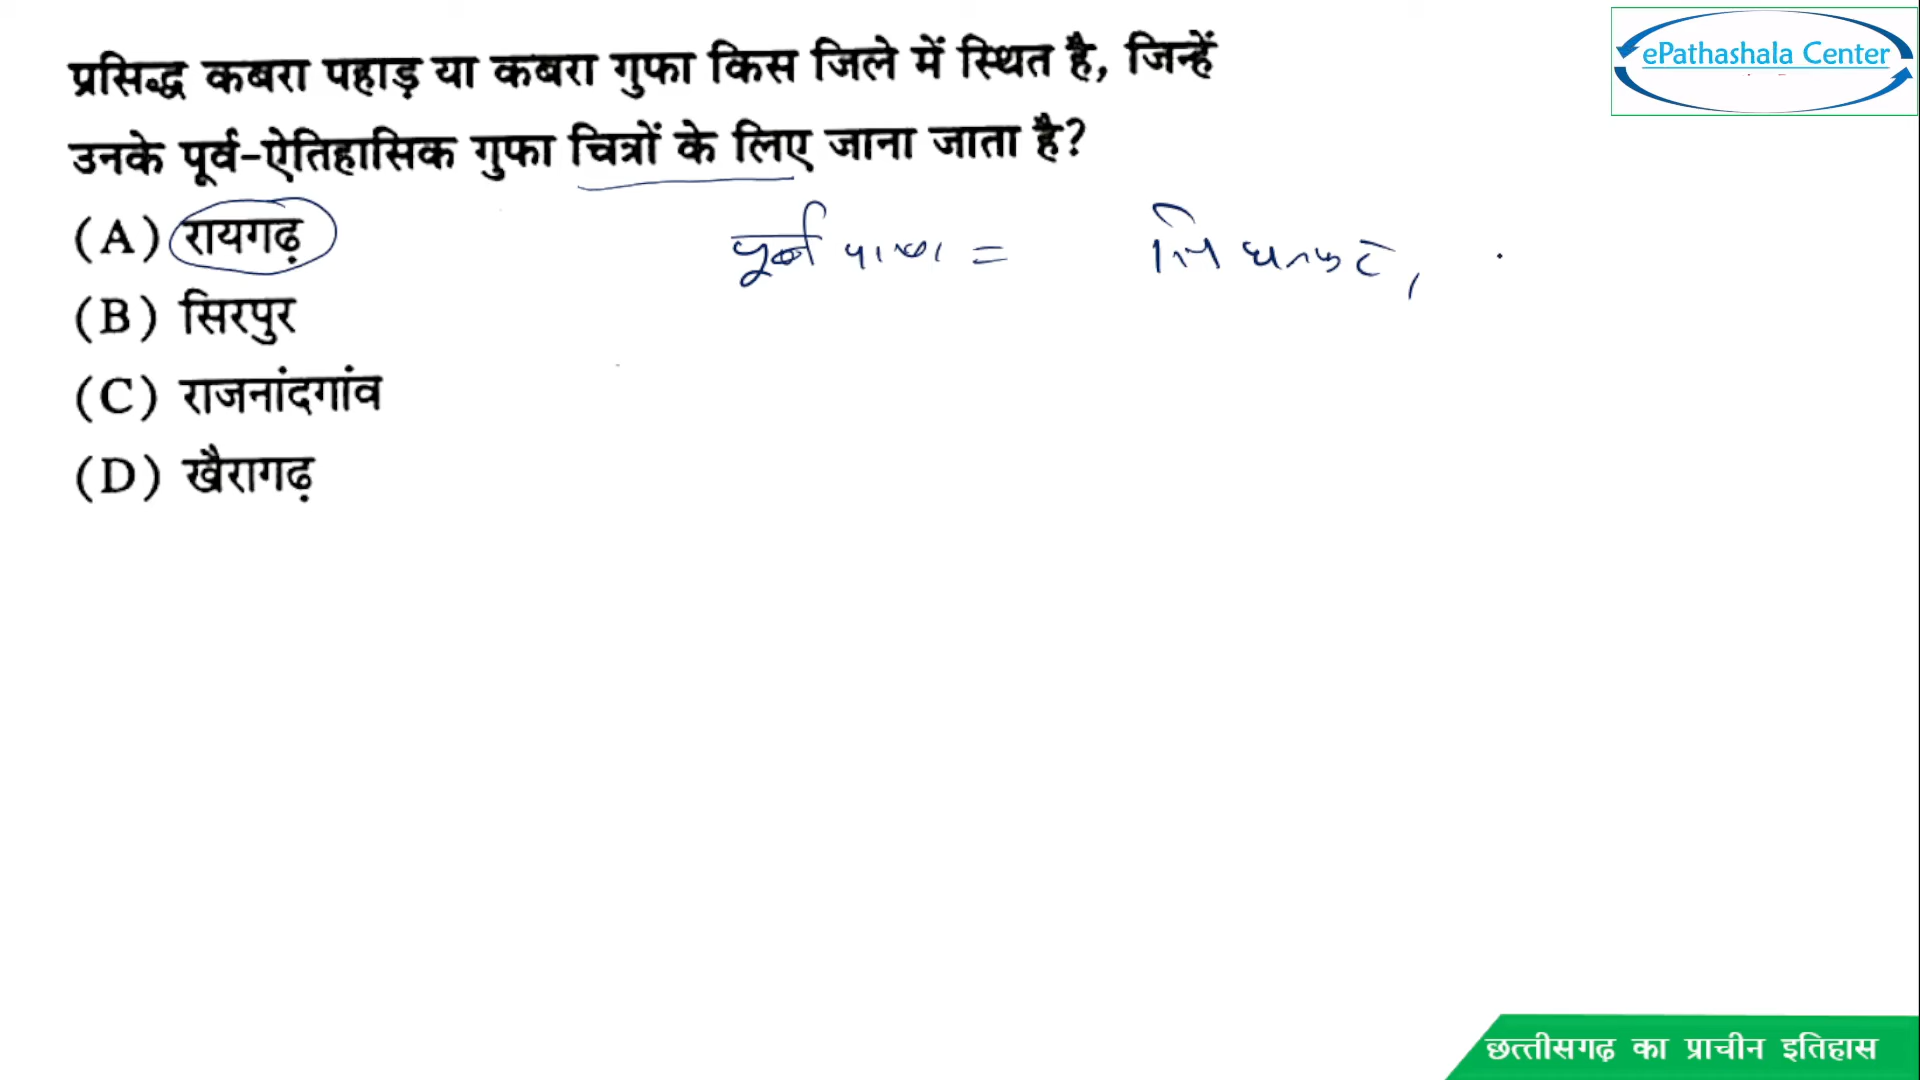 प्रसिद्ध कबरा पहाड़ या कबरा गुफा किस जिले में स्थित है, जिन्हें
उनके पूर्व-ऐतिहासिक गुफा चित्रों के लिए जाना जाता है?
(A) रायगढ़
(B) सिरपुर
(C) राजनांदगांव
(D) खैरागढ़
पूर्व =
ePathashala Center
छत्तीसगढ़ का प्राचीन इतिहास